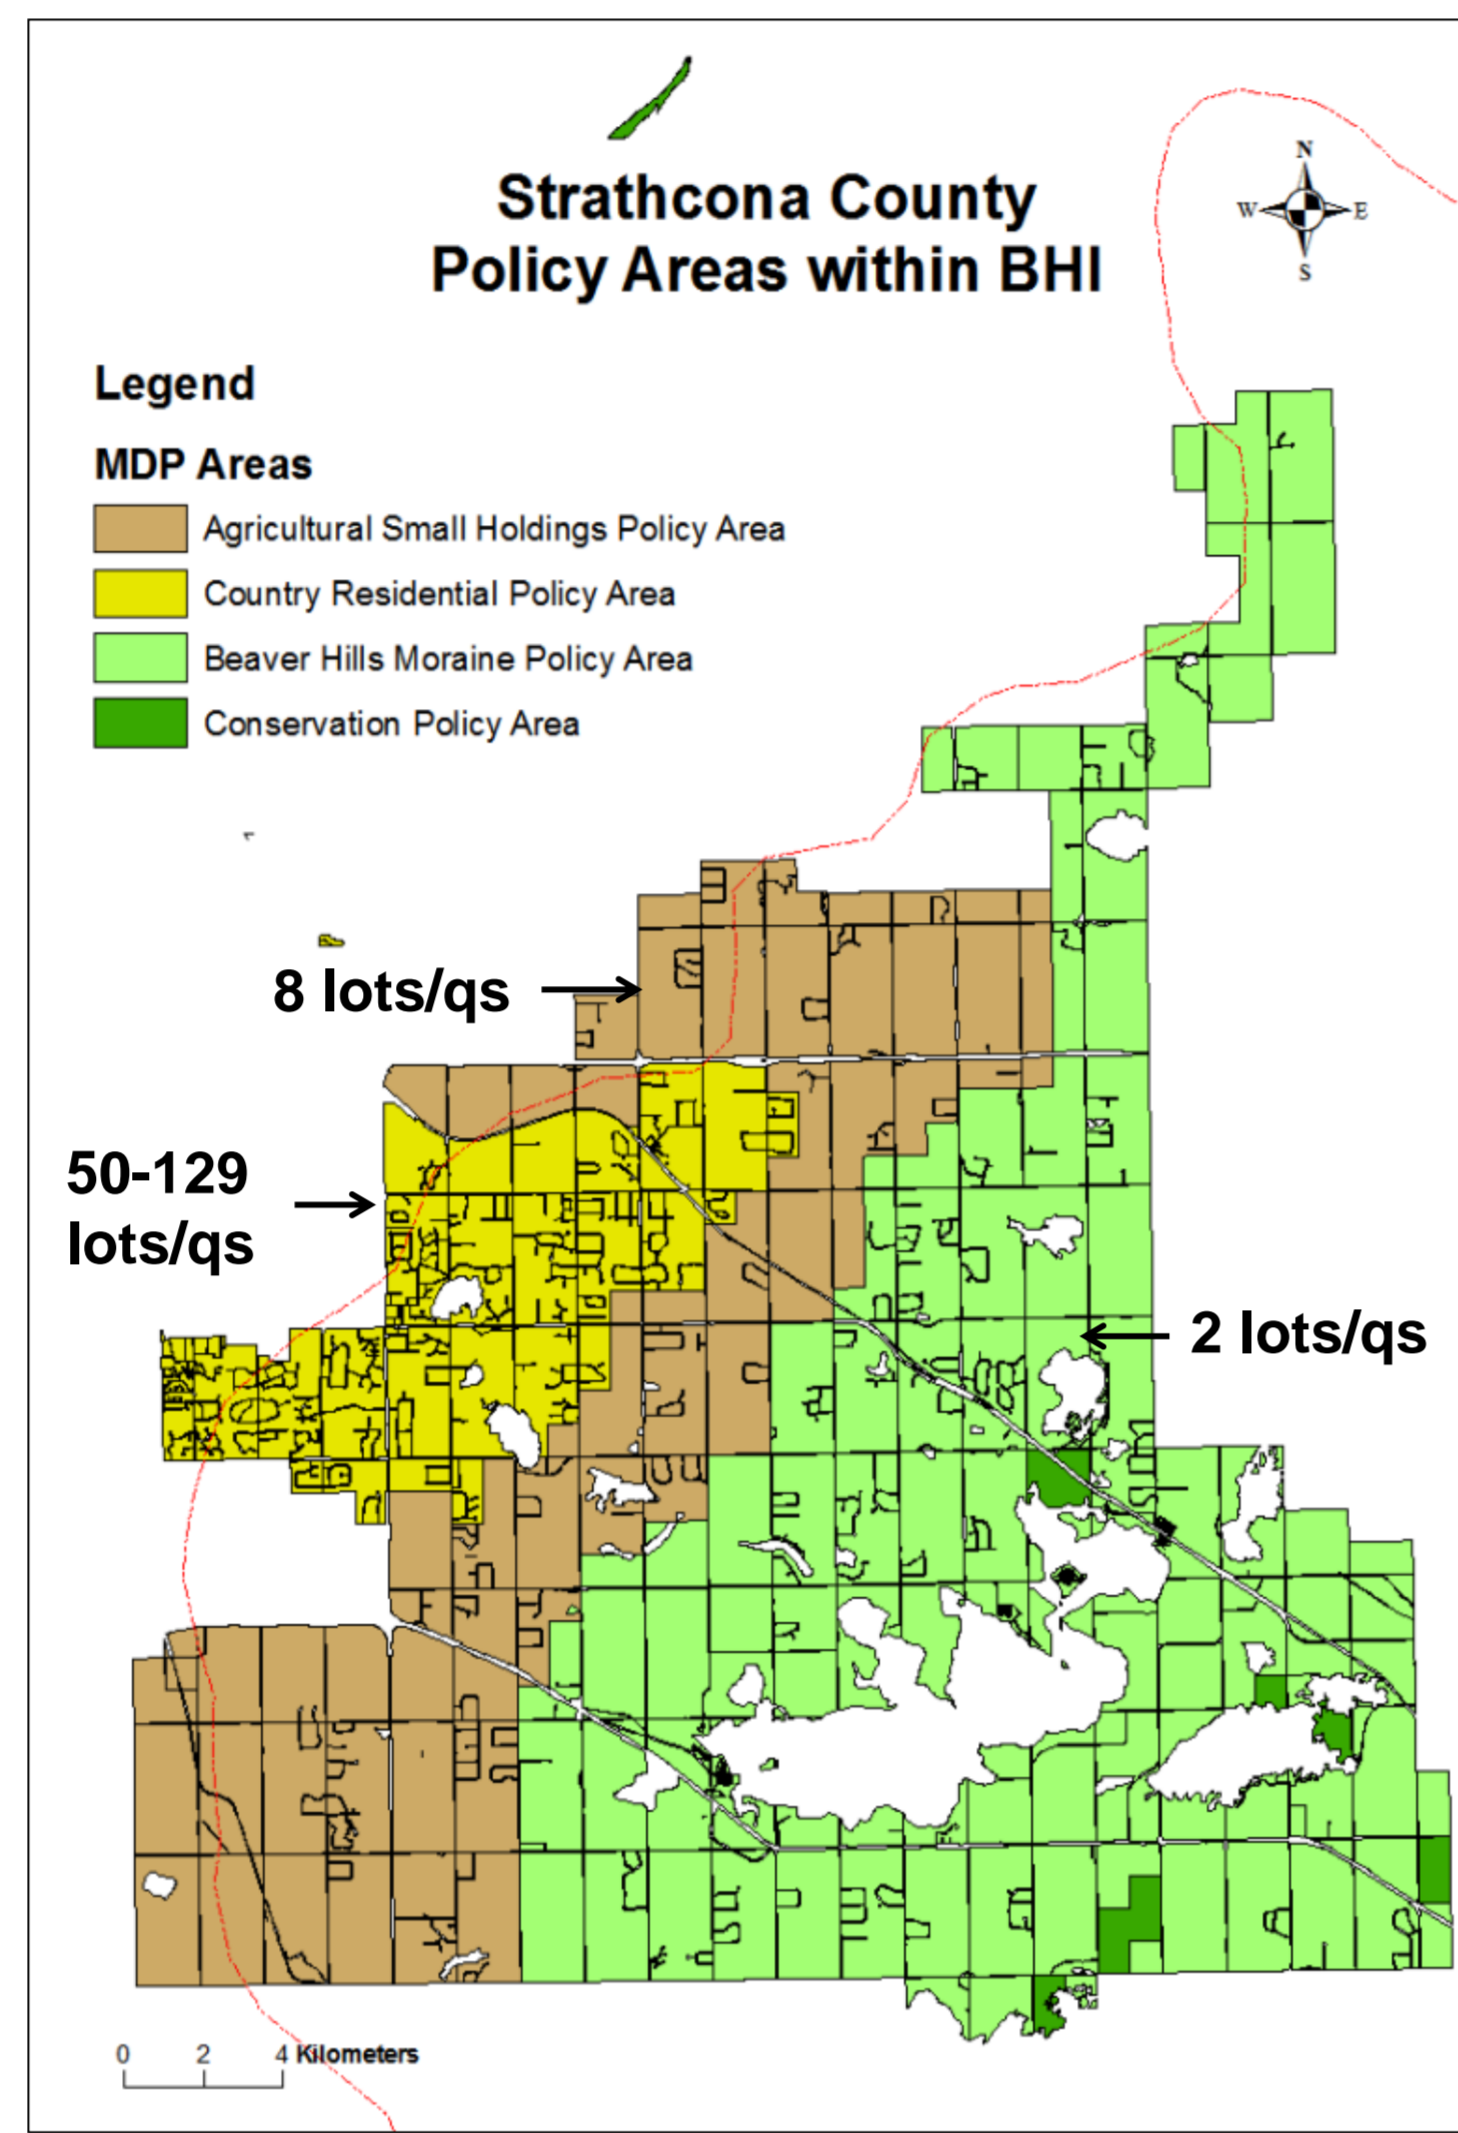 Strathcona County
Policy Areas within BHI
N
W E
S
Legend
MDP Areas
Agricultural Small Holdings Policy Area
Country Residential Policy Area
Beaver Hills Moraine Policy Area
Conservation Policy Area
8 lots/qs
50-129
lots/qs
2 lots/qs
0 2 4 Kilometers